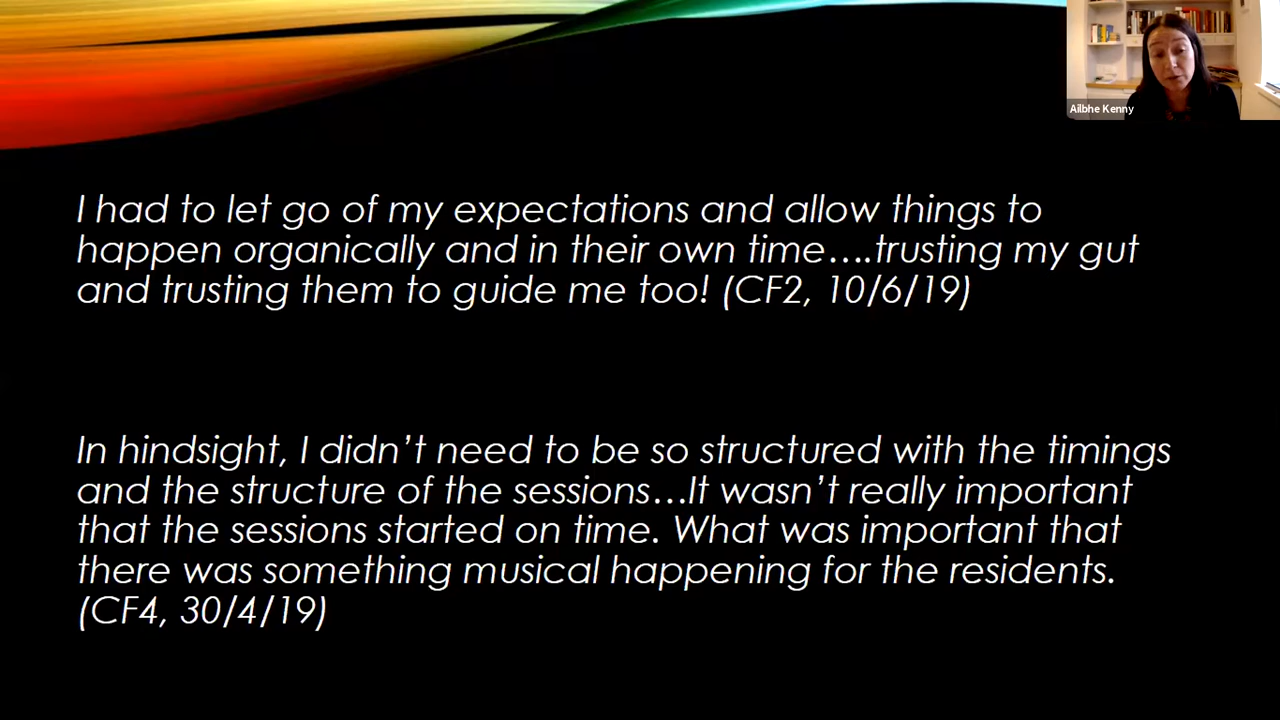 Ailbhe Kenny
I had to let go of my expectations and allow things to
happen organically and in their own time….trusting my gut
and trusting them to guide me too! (CF2, 10/6/19)
In hindsight, I didn’t need to be so structured with the timings
and the structure of the sessions…It wasn’t really important
that the sessions started on time. What was important that
there was something musical happening for the residents.
(CF4, 30/4/19)